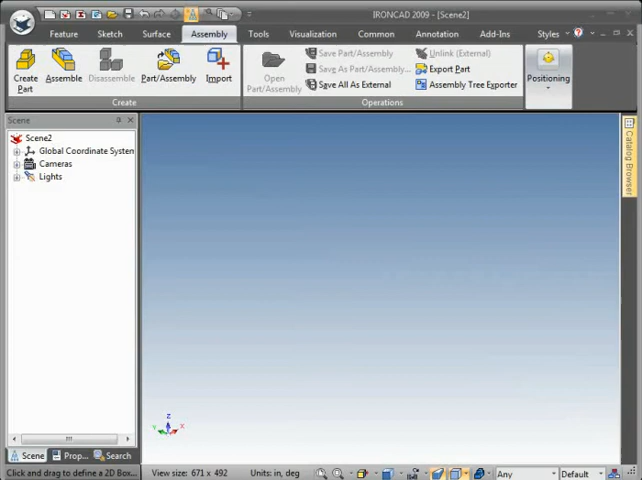 IRONCAD 2009 - [Scene2]
Feature Sketch Surface Assembly Tools Visualization Common Annotation Add-Ins Styles
Create Part
Assemble
Disassemble
Part/Assembly
Import
Open Part/Assembly
Save Part/Assembly
Save As Part/Assembly...
Save All As External
Unlink (External)
Export Part
Assembly Tree Exporter
Positioning
Create
Operations
Scene
Scene2
Global Coordinate System
Cameras
Lights
Catalog Browser
Z
Y
X
Scene Prop... Search
Click and drag to define a 2D Box... View size: 671 x 492 Units: in, deg Any Default